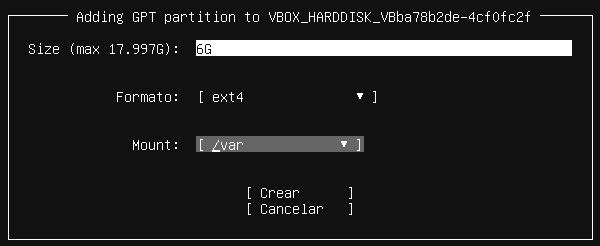 Adding GPT partition to VBOX_HARDDISK_VBba78b2de-4cf0fc2f
Size (max 17.997G): 6G
Formato: [ ext4 ▼ ]
Mount: [ /var ▼ ]
[ Crear ]
[ Cancelar ]